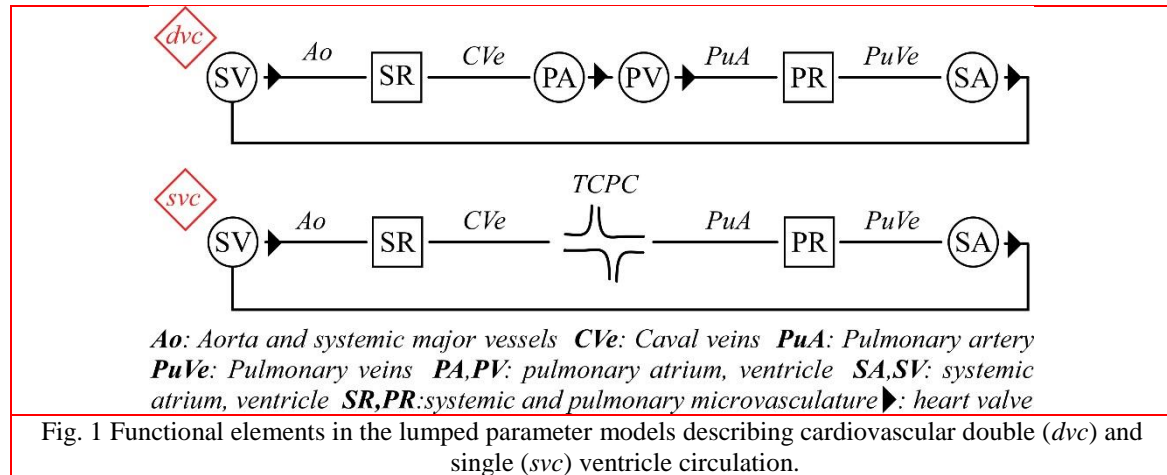 dvc
Ao CVe PuA PuVe
SV SR PA PV PR SA
svc
TCPC
Ao CVe PuA PuVe
SV SR PR SA
Ao: Aorta and systemic major vessels CVe: Caval veins PuA: Pulmonary artery
PuVe: Pulmonary veins PA,PV: pulmonary atrium, ventricle SA,SV: systemic
atrium, ventricle SR,PR:systemic and pulmonary microvasculature ▶: heart valve
Fig. 1 Functional elements in the lumped parameter models describing cardiovascular double (dvc) and
single (svc) ventricle circulation.